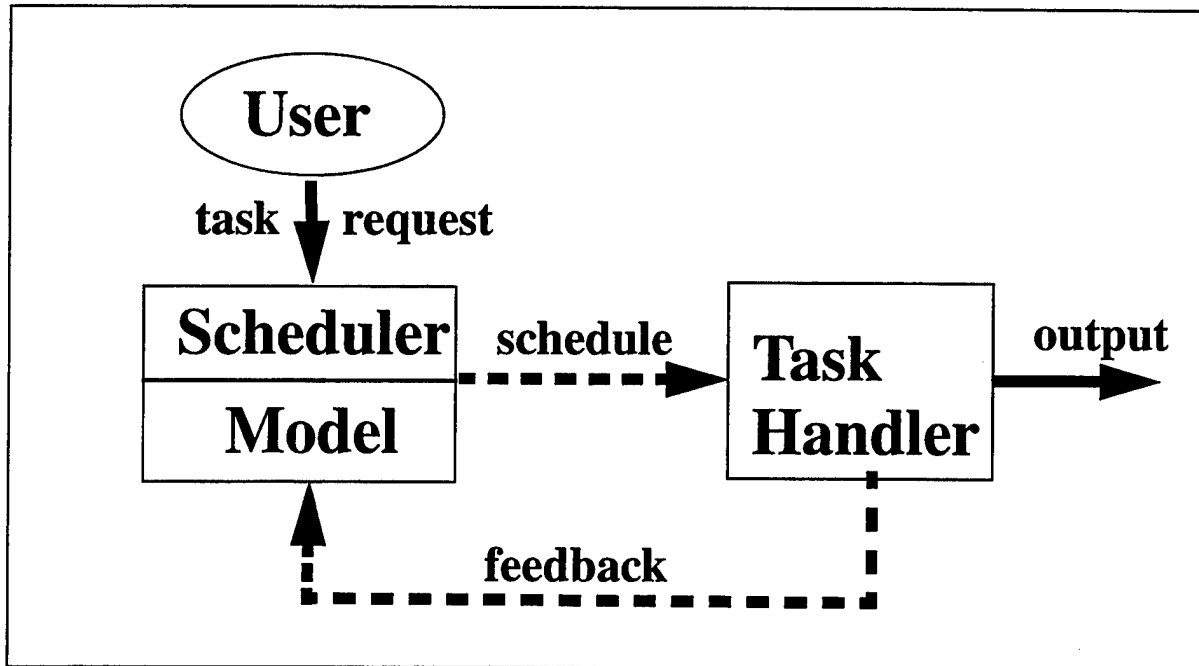 User
task request
Scheduler
schedule
Task
Handler
output
Model
feedback